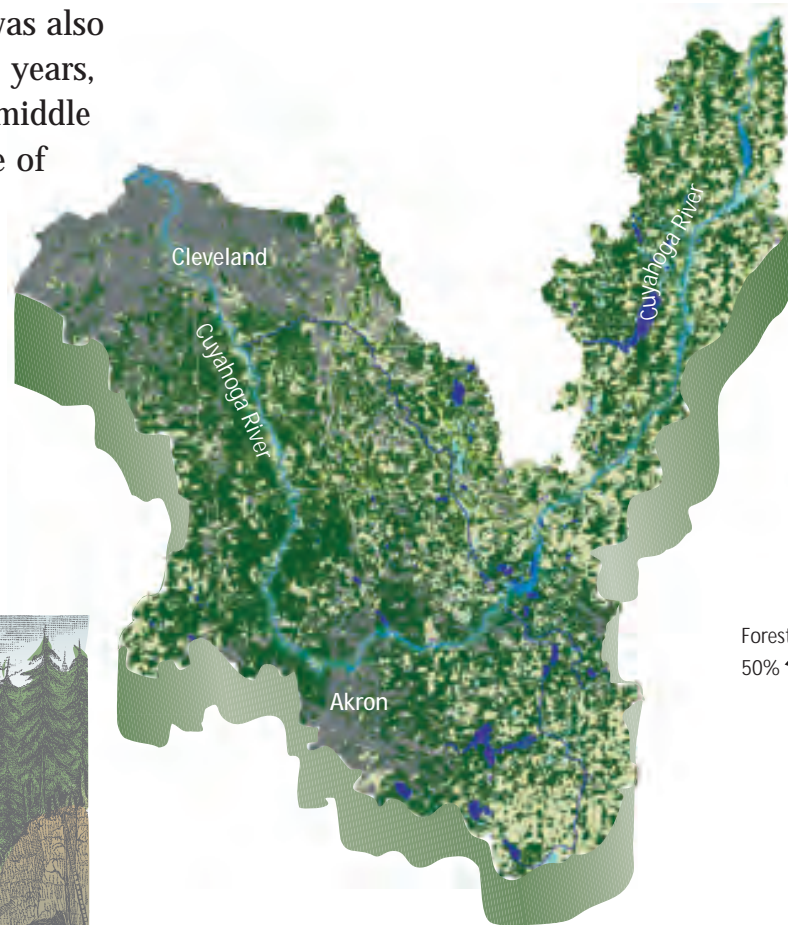 was also
years,
middle
e of
Cleveland
Cuyahoga River
Cuyahoga River
Akron
Forest
50%